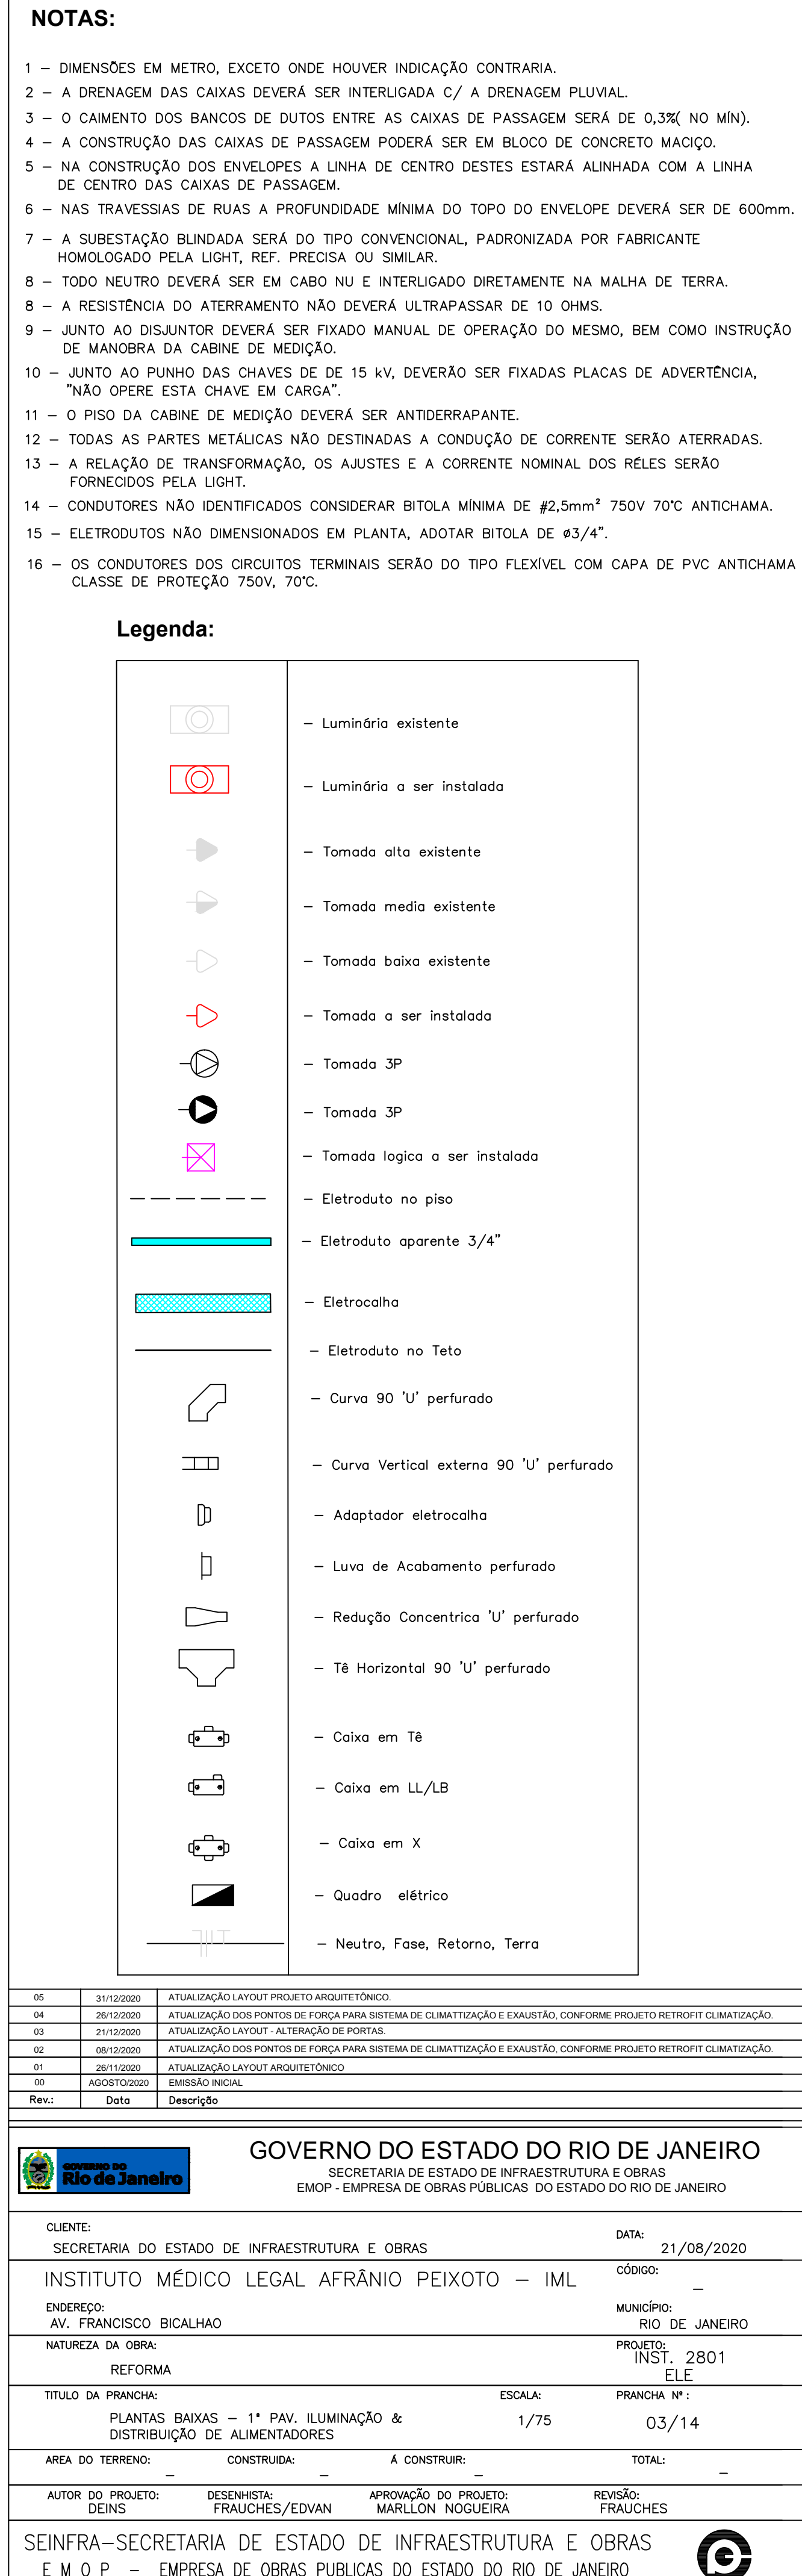 NOTAS:
1 – DIMENSÕES EM METRO, EXCETO ONDE HOUVER INDICAÇÃO CONTRARIA.
2 – A DRENAGEM DAS CAIXAS DEVERÁ SER INTERLIGADA C/ A DRENAGEM PLUVIAL.
3 – O CAIMENTO DOS BANCOS DE DUTOS ENTRE AS CAIXAS DE PASSAGEM SERÁ DE 0,3%( NO MÍN).
4 – A CONSTRUÇÃO DAS CAIXAS DE PASSAGEM PODERÁ SER EM BLOCO DE CONCRETO MACIÇO.
5 – NA CONSTRUÇÃO DOS ENVELOPES A LINHA DE CENTRO DESTES ESTARÁ ALINHADA COM A LINHA
DE CENTRO DAS CAIXAS DE PASSAGEM.
6 – NAS TRAVESSIAS DE RUAS A PROFUNDIDADE MÍNIMA DO TOPO DO ENVELOPE DEVERÁ SER DE 600mm.
7 – A SUBESTAÇÃO BLINDADA SERÁ DO TIPO CONVENCIONAL, PADRONIZADA POR FABRICANTE
HOMOLOGADO PELA LIGHT, REF. PRECISA OU SIMILAR.
8 – TODO NEUTRO DEVERÁ SER EM CABO NU E INTERLIGADO DIRETAMENTE NA MALHA DE TERRA.
8 – A RESISTÊNCIA DO ATERRAMENTO NÃO DEVERÁ ULTRAPASSAR DE 10 OHMS.
9 – JUNTO AO DISJUNTOR DEVERÁ SER FIXADO MANUAL DE OPERAÇÃO DO MESMO, BEM COMO INSTRUÇÃO
DE MANOBRA DA CABINE DE MEDIÇÃO.
10 – JUNTO AO PUNHO DAS CHAVES DE DE 15 kV, DEVERÃO SER FIXADAS PLACAS DE ADVERTÊNCIA,
"NÃO OPERE ESTA CHAVE EM CARGA".
11 – O PISO DA CABINE DE MEDIÇÃO DEVERÁ SER ANTIDERRAPANTE.
12 – TODAS AS PARTES METÁLICAS NÃO DESTINADAS A CONDUÇÃO DE CORRENTE SERÃO ATERRADAS.
13 – A RELAÇÃO DE TRANSFORMAÇÃO, OS AJUSTES E A CORRENTE NOMINAL DOS RÉLES SERÃO
FORNECIDOS PELA LIGHT.
14 – CONDUTORES NÃO IDENTIFICADOS CONSIDERAR BITOLA MÍNIMA DE #2,5mm² 750V 70°C ANTICHAMA.
15 – ELETRODUTOS NÃO DIMENSIONADOS EM PLANTA, ADOTAR BITOLA DE ø3/4".
16 – OS CONDUTORES DOS CIRCUITOS TERMINAIS SERÃO DO TIPO FLEXÍVEL COM CAPA DE PVC ANTICHAMA
CLASSE DE PROTEÇÃO 750V, 70°C.
Legenda:
– Luminária existente
– Luminária a ser instalada
– Tomada alta existente
– Tomada media existente
– Tomada baixa existente
– Tomada a ser instalada
– Tomada 3P
– Tomada 3P
– Tomada logica a ser instalada
– Eletroduto no piso
– Eletroduto aparente 3/4"
– Eletrocalha
– Eletroduto no Teto
– Curva 90 'U' perfurado
– Curva Vertical externa 90 'U' perfurado
– Adaptador eletrocalha
– Luva de Acabamento perfurado
– Redução Concentrica 'U' perfurado
– Tê Horizontal 90 'U' perfurado
– Caixa em Tê
– Caixa em LL/LB
– Caixa em X
– Quadro elétrico
– Neutro, Fase, Retorno, Terra
05 31/12/2020 ATUALIZAÇÃO LAYOUT PROJETO ARQUITETÔNICO.
04 26/12/2020 ATUALIZAÇÃO DOS PONTOS DE FORÇA PARA SISTEMA DE CLIMATTIZAÇÃO E EXAUSTÃO, CONFORME PROJETO RETROFIT CLIMATIZAÇÃO.
03 21/12/2020 ATUALIZAÇÃO LAYOUT - ALTERAÇÃO DE PORTAS.
02 08/12/2020 ATUALIZAÇÃO DOS PONTOS DE FORÇA PARA SISTEMA DE CLIMATTIZAÇÃO E EXAUSTÃO, CONFORME PROJETO RETROFIT CLIMATIZAÇÃO.
01 26/11/2020 ATUALIZAÇÃO LAYOUT ARQUITETÔNICO
00 AGOSTO/2020 EMISSÃO INICIAL
Rev.: Data Descrição
GOVERNO DO
Rio de Janeiro
GOVERNO DO ESTADO DO RIO DE JANEIRO
SECRETARIA DE ESTADO DE INFRAESTRUTURA E OBRAS
EMOP - EMPRESA DE OBRAS PÚBLICAS DO ESTADO DO RIO DE JANEIRO
CLIENTE: DATA:
SECRETARIA DO ESTADO DE INFRAESTRUTURA E OBRAS 21/08/2020
INSTITUTO MÉDICO LEGAL AFRÂNIO PEIXOTO – IML CÓDIGO: –
ENDEREÇO: MUNICÍPIO:
AV. FRANCISCO BICALHAO RIO DE JANEIRO
NATUREZA DA OBRA: PROJETO:
REFORMA INST. 2801
ELE
TITULO DA PRANCHA: ESCALA: PRANCHA Nº :
PLANTAS BAIXAS – 1º PAV. ILUMINAÇÃO & 1/75 03/14
DISTRIBUIÇÃO DE ALIMENTADORES
AREA DO TERRENO: CONSTRUIDA: Á CONSTRUIR: TOTAL:
– – – –
AUTOR DO PROJETO: DESENHISTA: APROVAÇÃO DO PROJETO: REVISÃO:
DEINS FRAUCHES/EDVAN MARLLON NOGUEIRA FRAUCHES
SEINFRA–SECRETARIA DE ESTADO DE INFRAESTRUTURA E OBRAS
E M O P – EMPRESA DE OBRAS PUBLICAS DO ESTADO DO RIO DE JANEIRO